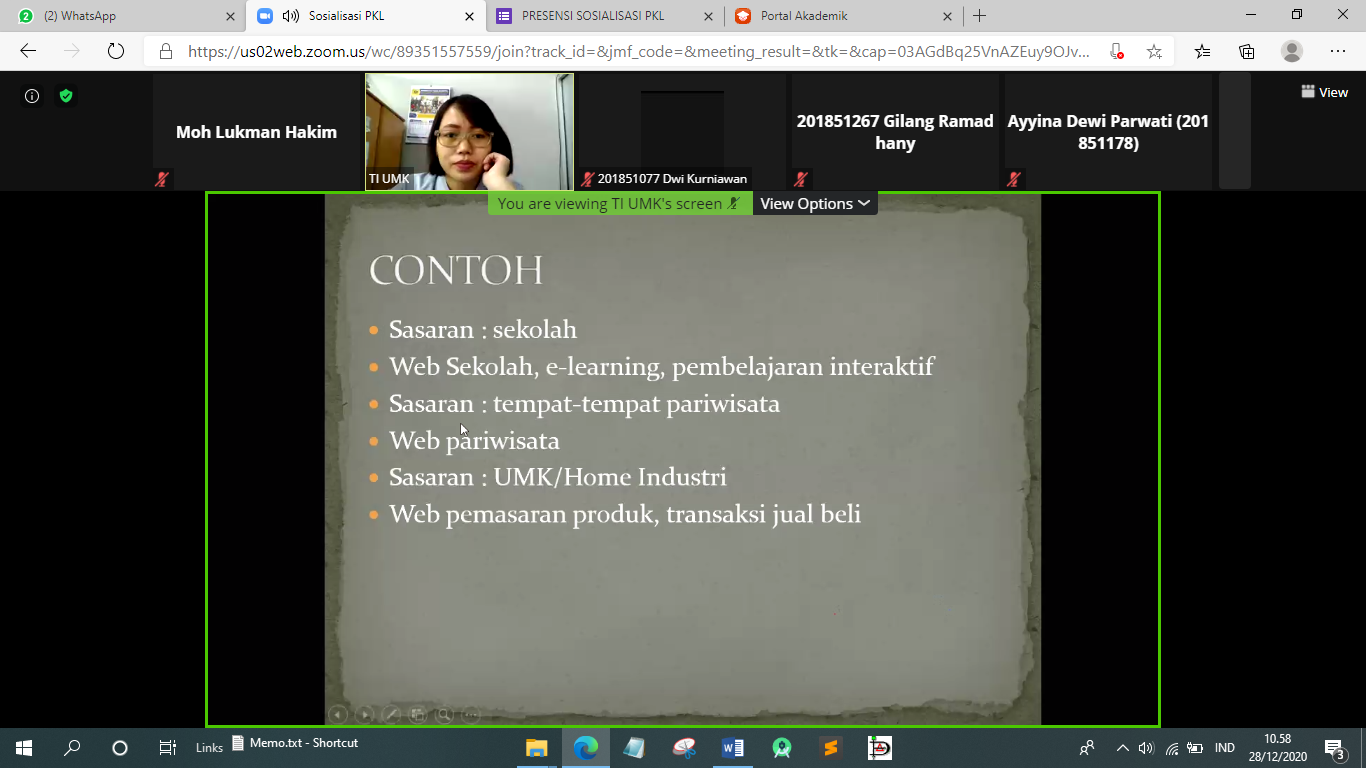 (2) WhatsApp
Sosialisasi PKL
PRESENSI SOSIALISASI PKL
Portal Akademik
https://us02web.zoom.us/wc/89351557559/join?track_id=&jmf_code=&meeting_result=&tk=&cap=03AGdBq25VnAZEuy9OJv...
View
Moh Lukman Hakim
TI UMK
201851077 Dwi Kurniawan
201851267 Gilang Ramad
hany
Ayyina Dewi Parwati (201
851178)
You are viewing TI UMK's screen
View Options
CONTOH
Sasaran : sekolah
Web Sekolah, e-learning, pembelajaran interaktif
Sasaran : tempat-tempat pariwisata
Web pariwisata
Sasaran : UMK/Home Industri
Web pemasaran produk, transaksi jual beli
Links
Memo.txt - Shortcut
IND
10.58
28/12/2020
3